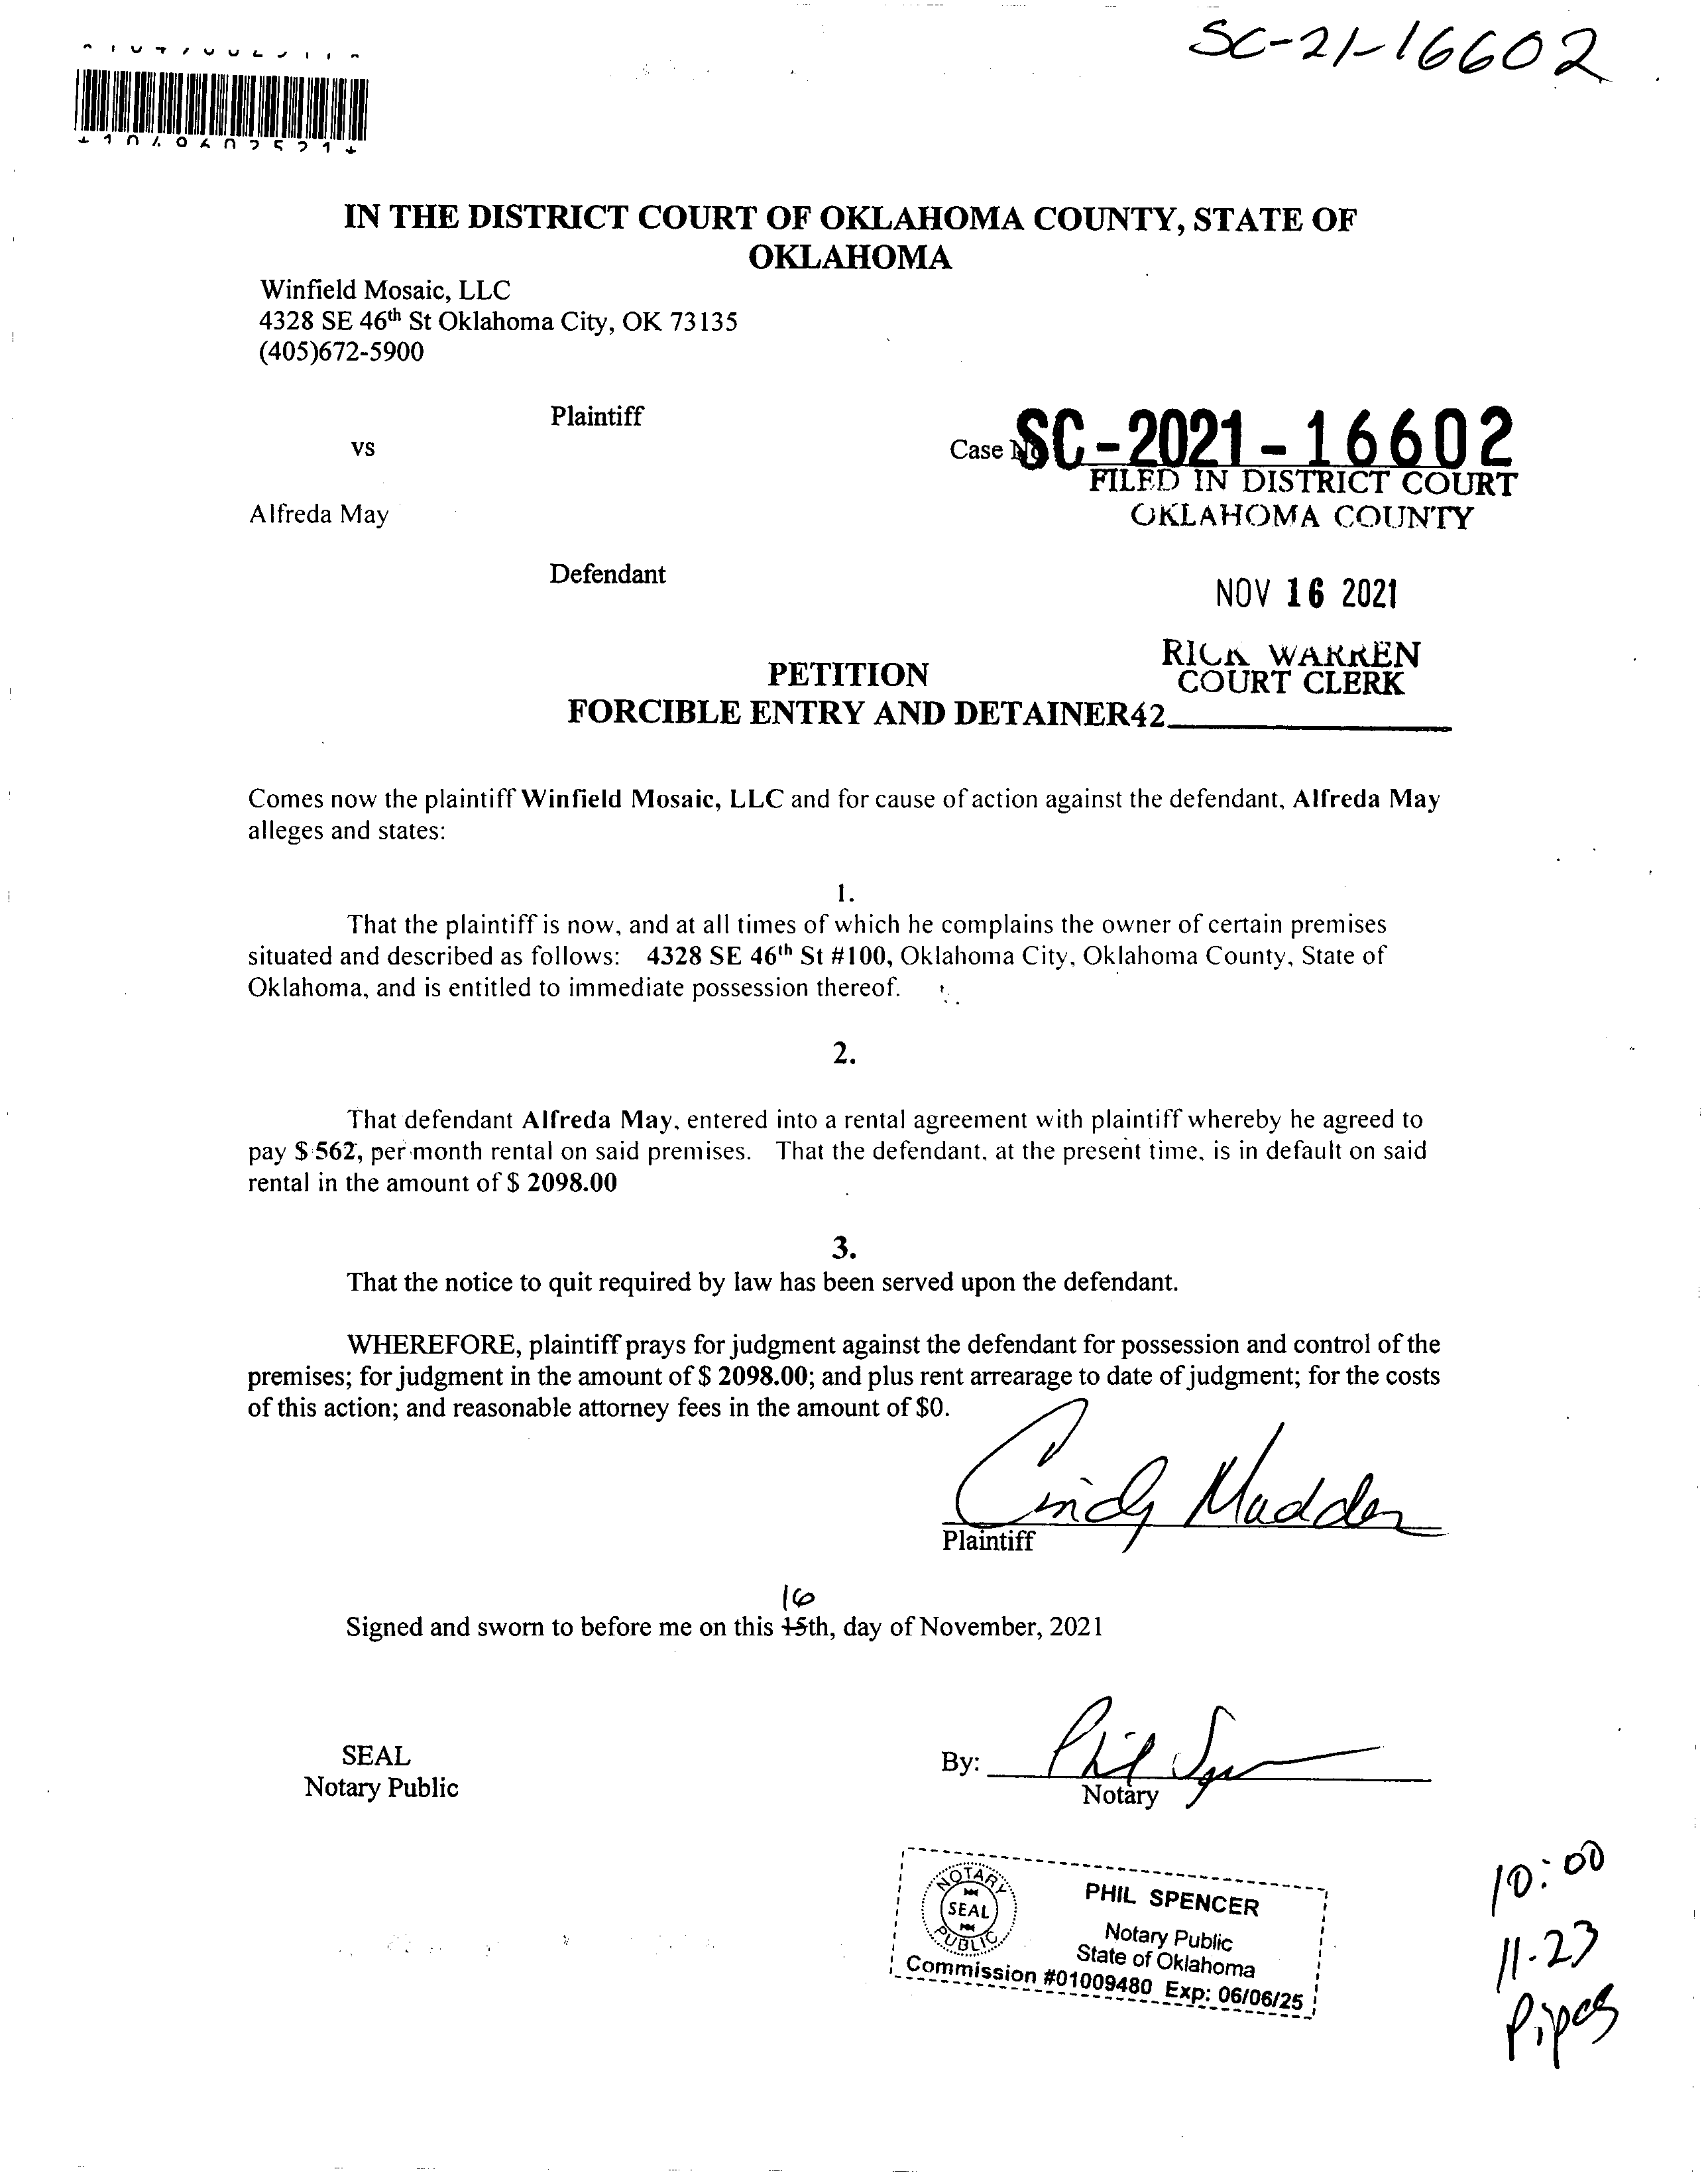 SC-21-16602
IN THE DISTRICT COURT OF OKLAHOMA COUNTY, STATE OF
OKLAHOMA
Winfield Mosaic, LLC
4328 SE 46th St Oklahoma City, OK 73135
(405)672-5900
Plaintiff
vs
Case No SC-2021-16602
FILED IN DISTRICT COURT
OKLAHOMA COUNTY
Alfreda May
Defendant
NOV 16 2021
RICK WARREN
COURT CLERK
PETITION
FORCIBLE ENTRY AND DETAINER42
Comes now the plaintiff Winfield Mosaic, LLC and for cause of action against the defendant, Alfreda May
alleges and states:
1.
That the plaintiff is now, and at all times of which he complains the owner of certain premises
situated and described as follows: 4328 SE 46th St #100, Oklahoma City, Oklahoma County, State of
Oklahoma, and is entitled to immediate possession thereof.
2.
That defendant Alfreda May, entered into a rental agreement with plaintiff whereby he agreed to
pay $ 562, per month rental on said premises. That the defendant, at the present time, is in default on said
rental in the amount of $ 2098.00
3.
That the notice to quit required by law has been served upon the defendant.
WHEREFORE, plaintiff prays for judgment against the defendant for possession and control of the
premises; for judgment in the amount of $ 2098.00; and plus rent arrearage to date of judgment; for the costs
of this action; and reasonable attorney fees in the amount of $0.
Cindy Madden
Plaintiff
16
Signed and sworn to before me on this 15th, day of November, 2021
SEAL
Notary Public
By: Phil Spencer
Notary
NOTARY
SEAL
PUBLIC
PHIL SPENCER
Notary Public
State of Oklahoma
Commission #01009480 Exp: 06/06/25
10:00
11-23
Pipes